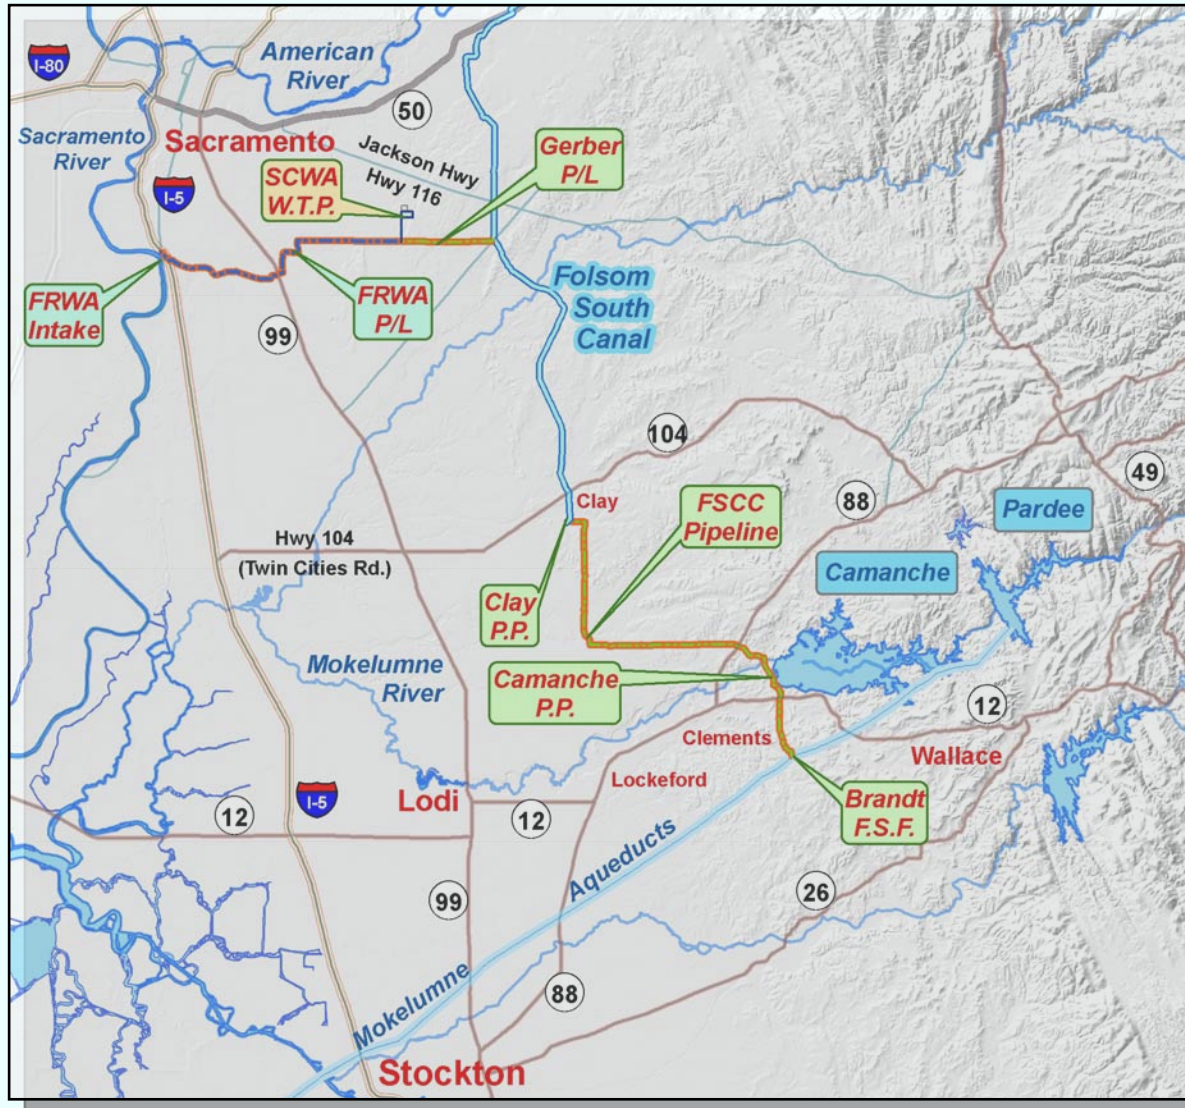 I-80
American
River
50
Sacramento
River
Sacramento
Jackson Hwy
Hwy 116
Gerber
P/L
SCWA
W.T.P.
I-5
FRWA
Intake
FRWA
P/L
99
Folsom
South
Canal
104
49
Clay
FSCC
Pipeline
88
Pardee
Hwy 104
(Twin Cities Rd.)
Camanche
Clay
P.P.
Mokelumne
River
Camanche
P.P.
12
Clements
Wallace
Lockeford
I-5
Lodi
12
12
Brandt
F.S.F.
Aqueducts
99
26
Mokelumne
88
Stockton